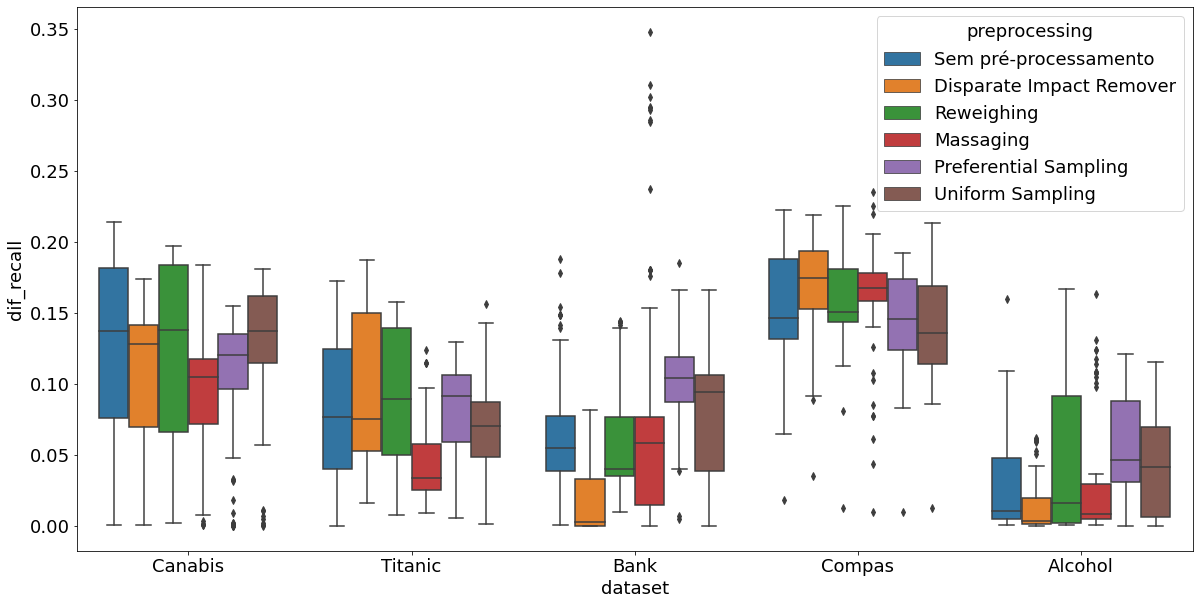 preprocessing
Sem pré-processamento
Disparate Impact Remover
Reweighing
Massaging
Preferential Sampling
Uniform Sampling
dif_recall
0.35
0.30
0.25
0.20
0.15
0.10
0.05
0.00
Canabis Titanic Bank Compas Alcohol
dataset